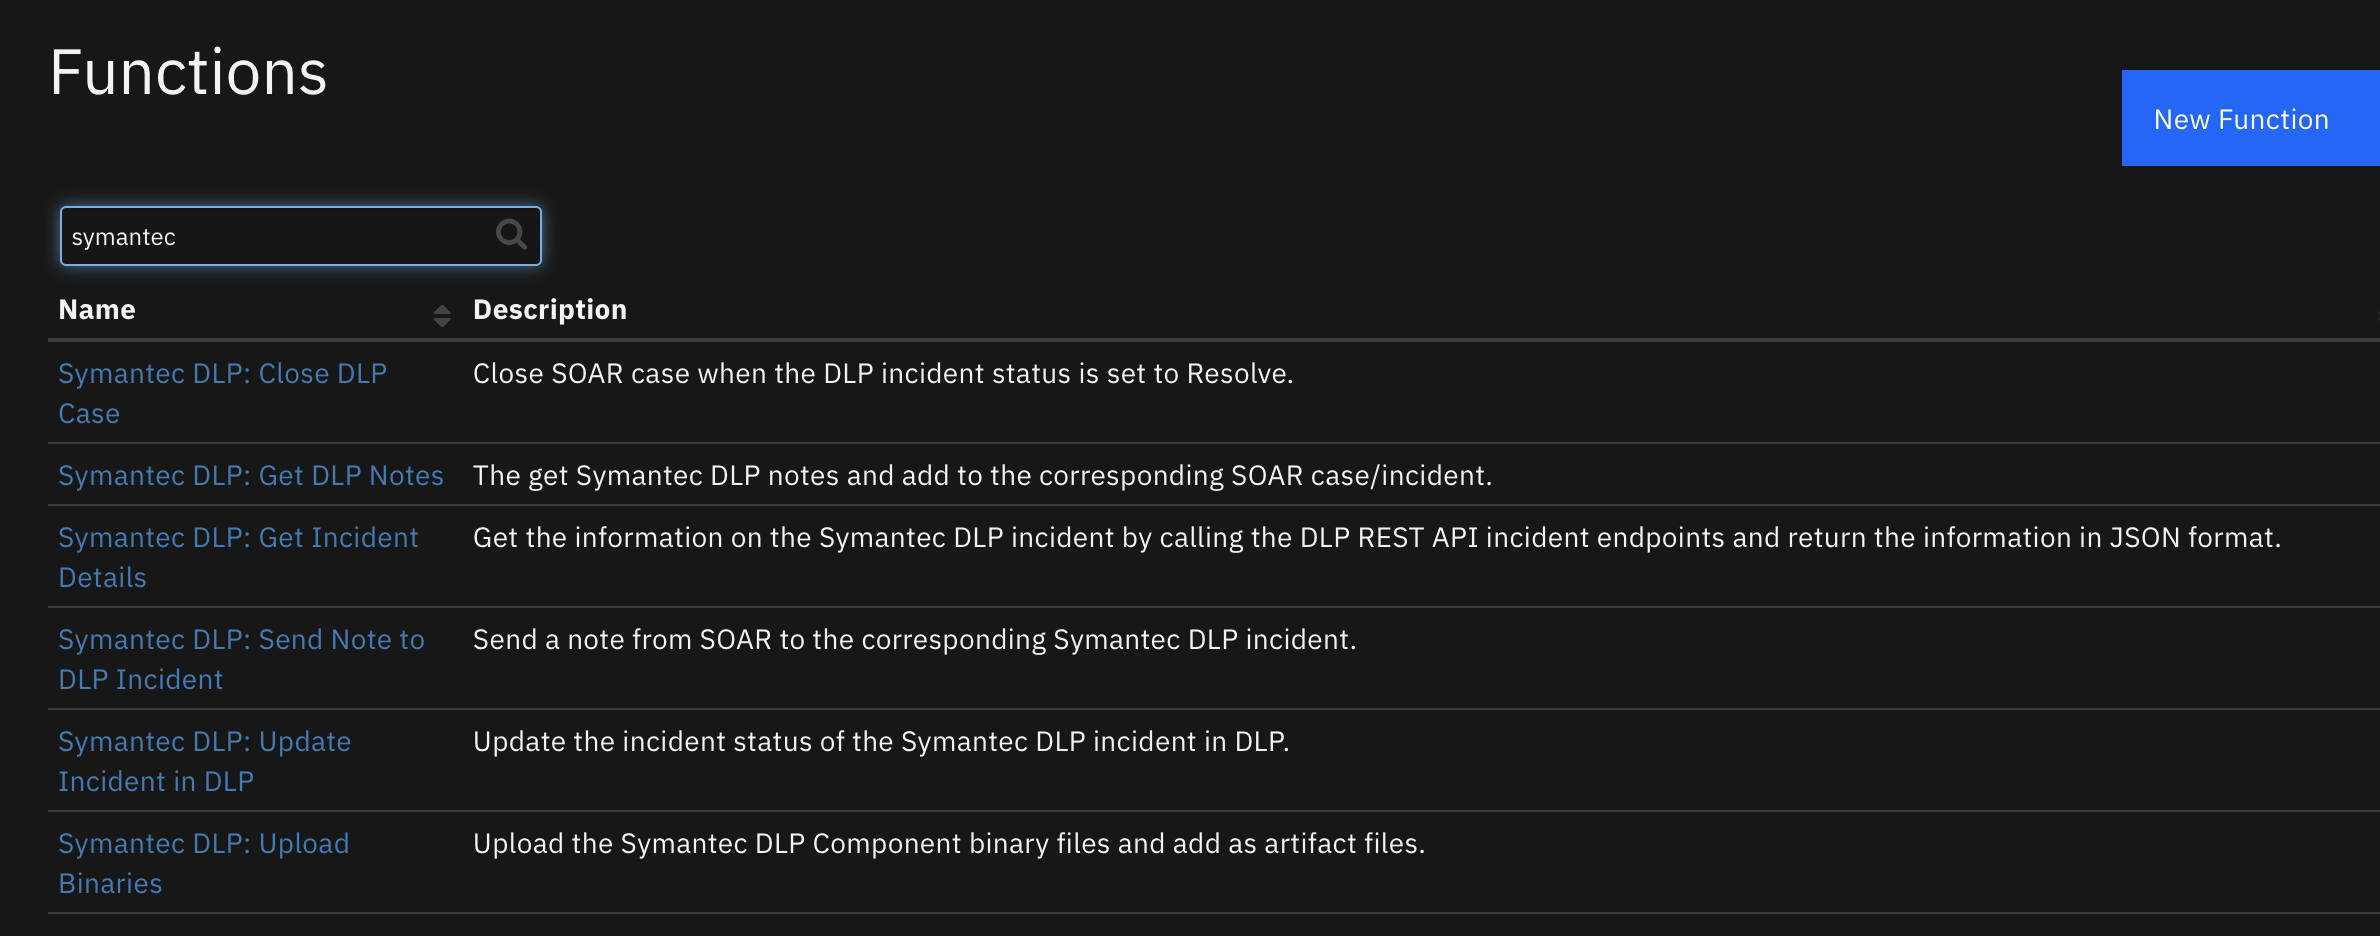 Functions
New Function
symantec
Name Description
Symantec DLP: Close DLP Case Close SOAR case when the DLP incident status is set to Resolve.
Symantec DLP: Get DLP Notes The get Symantec DLP notes and add to the corresponding SOAR case/incident.
Symantec DLP: Get Incident Details Get the information on the Symantec DLP incident by calling the DLP REST API incident endpoints and return the information in JSON format.
Symantec DLP: Send Note to DLP Incident Send a note from SOAR to the corresponding Symantec DLP incident.
Symantec DLP: Update Incident in DLP Update the incident status of the Symantec DLP incident in DLP.
Symantec DLP: Upload Binaries Upload the Symantec DLP Component binary files and add as artifact files.